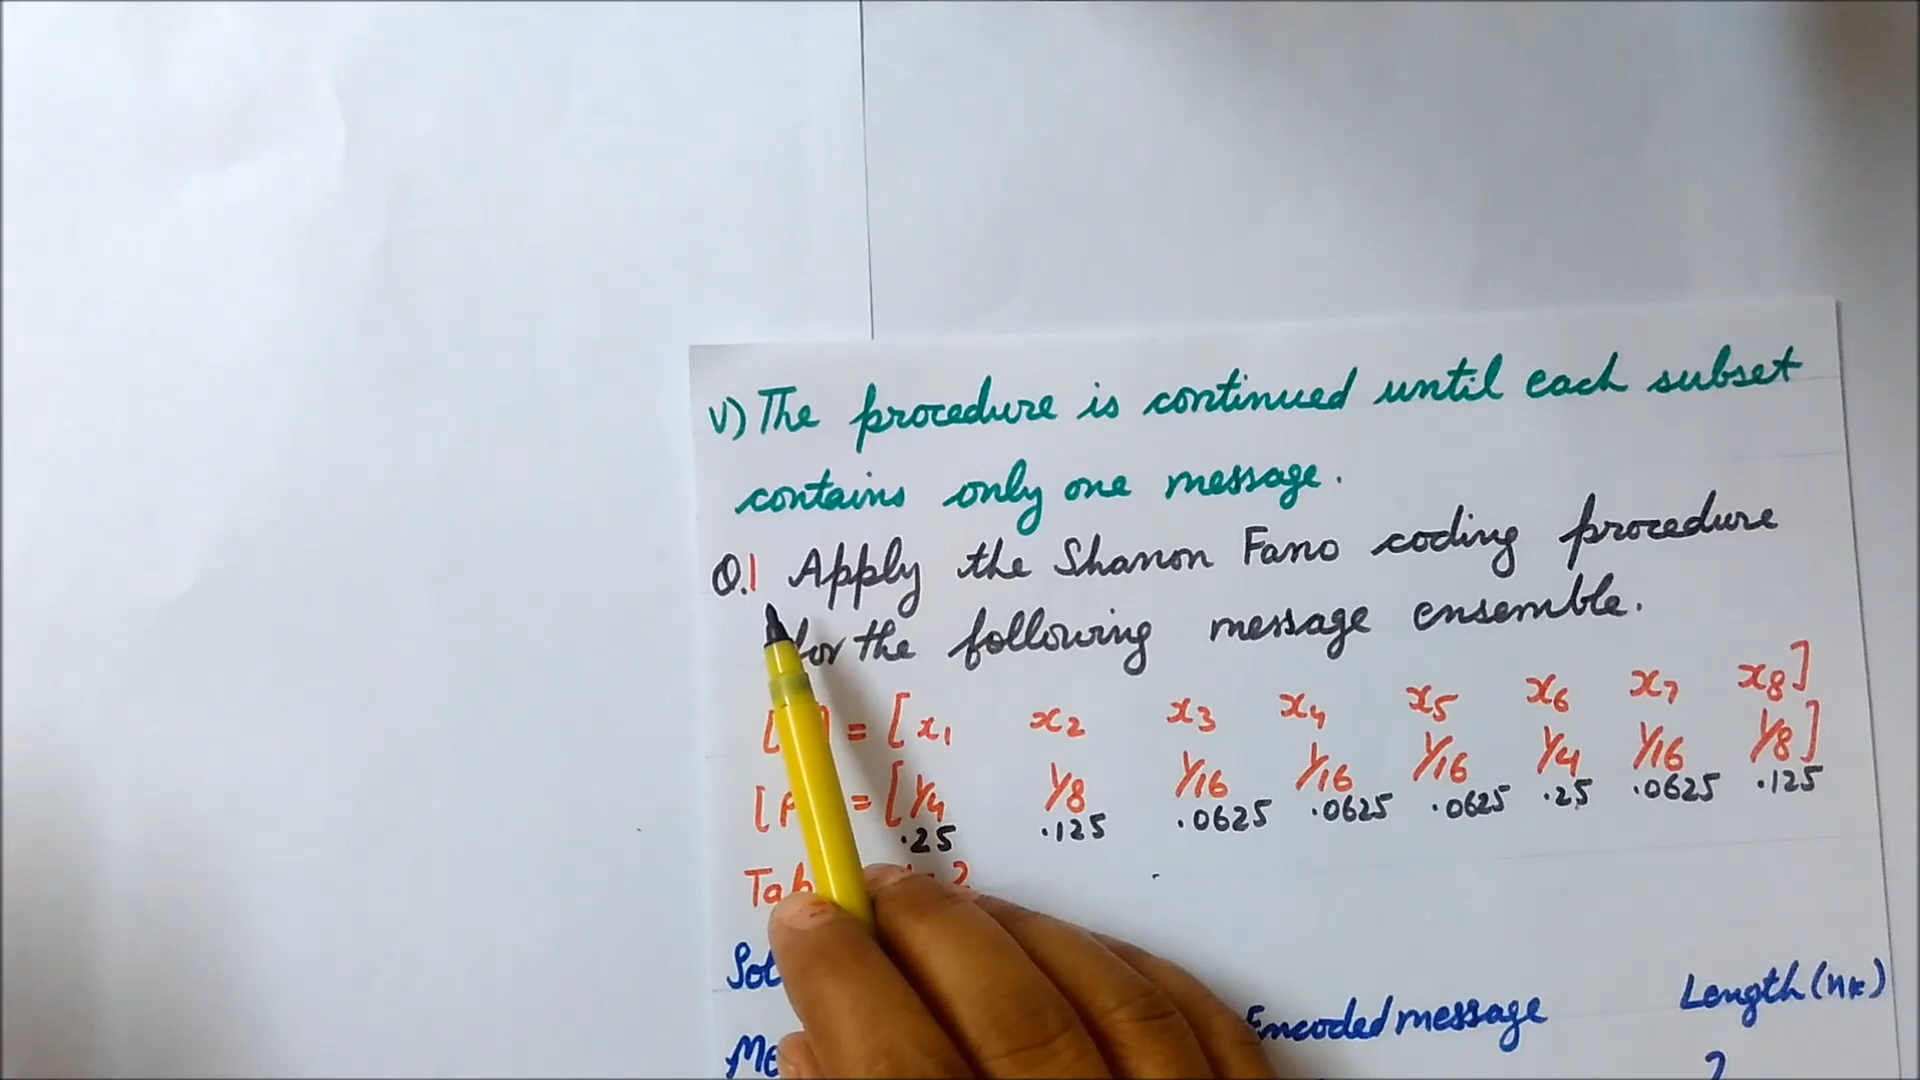 V) The procedure is continued until each subset
contains only one message.
Q.1 Apply the Shanon Fano coding procedure
for the following message ensemble.
= [x₁ x₂ x₃ x₄ x₅ x₆ x₇ x₈]
= [1/4 1/8 1/16 1/16 1/16 1/4 1/16 1/8]
.25 .125 .0625 .0625 .0625 .25 .0625 .125
2
Encoded message Length (nₖ)
2